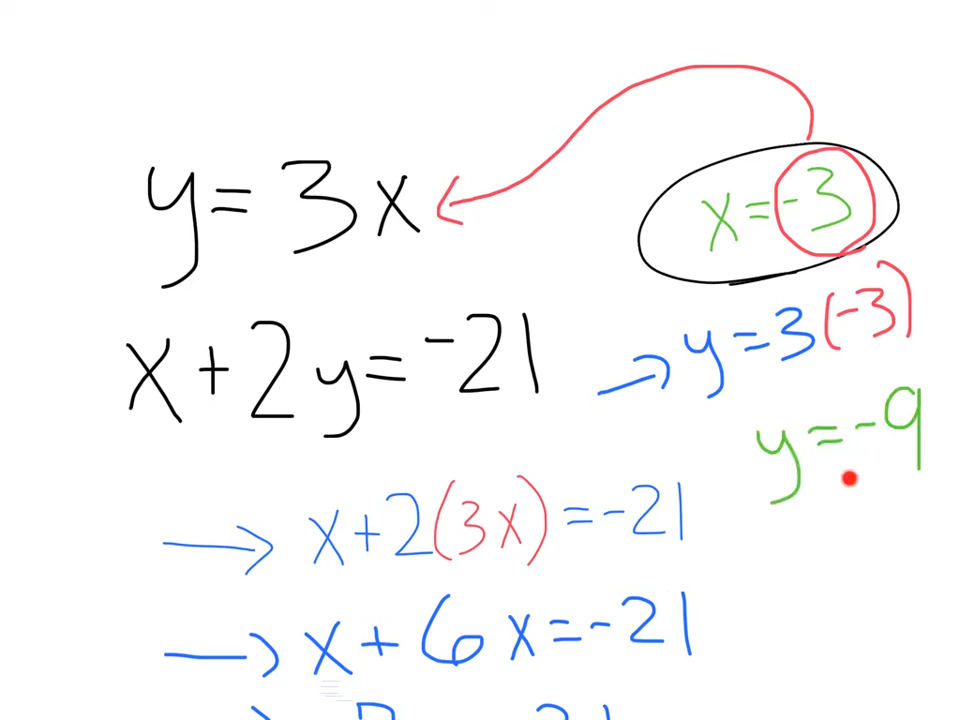 y = 3x
x = -3
x + 2y = -21
y = 3(-3)
y = -9
x + 2(3x) = -21
x + 6x = -21